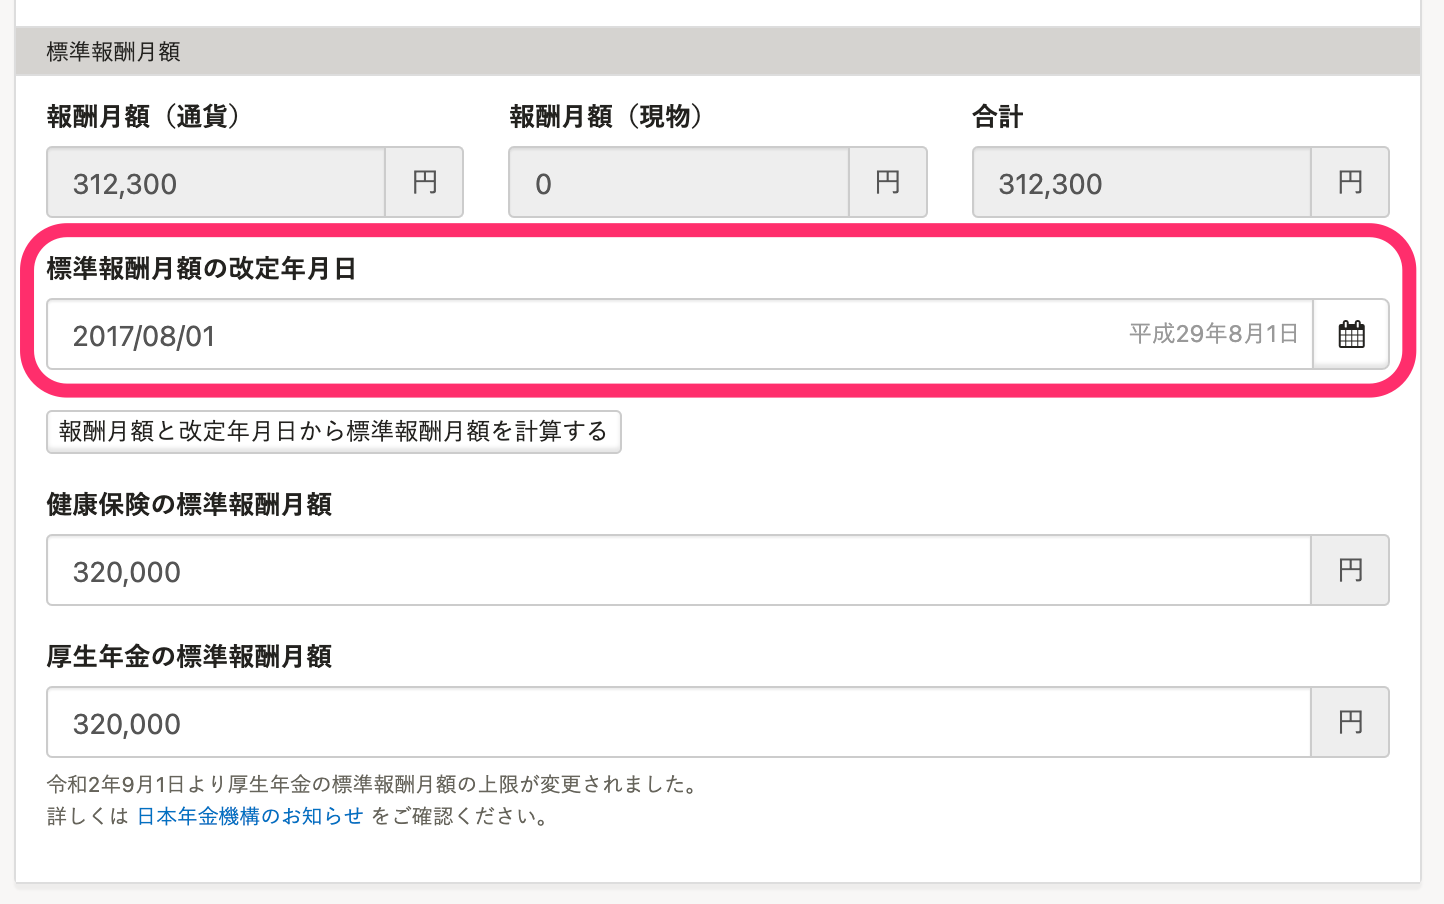 標準報酬月額
報酬月額（通貨） 報酬月額（現物） 合計
312,300 円 0 円 312,300 円
標準報酬月額の改定年月日
2017/08/01 平成29年8月1日
報酬月額と改定年月日から標準報酬月額を計算する
健康保険の標準報酬月額
320,000 円
厚生年金の標準報酬月額
320,000 円
令和2年9月1日より厚生年金の標準報酬月額の上限が変更されました。
詳しくは 日本年金機構のお知らせ をご確認ください。